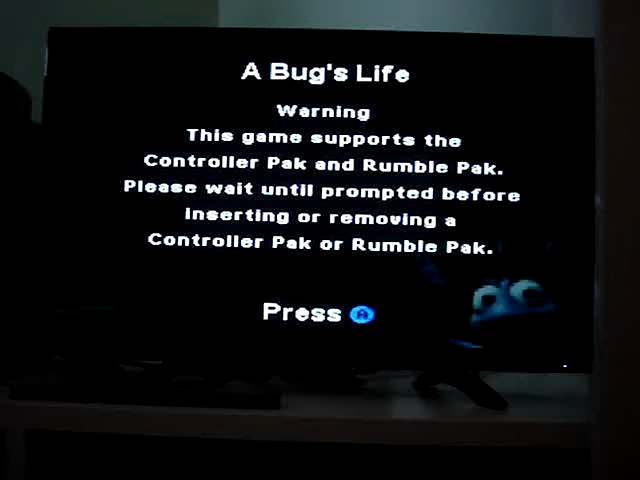 A Bug's Life
Warning
This game supports the
Controller Pak and Rumble Pak.
Please wait until prompted before
inserting or removing a
Controller Pak or Rumble Pak.
Press A